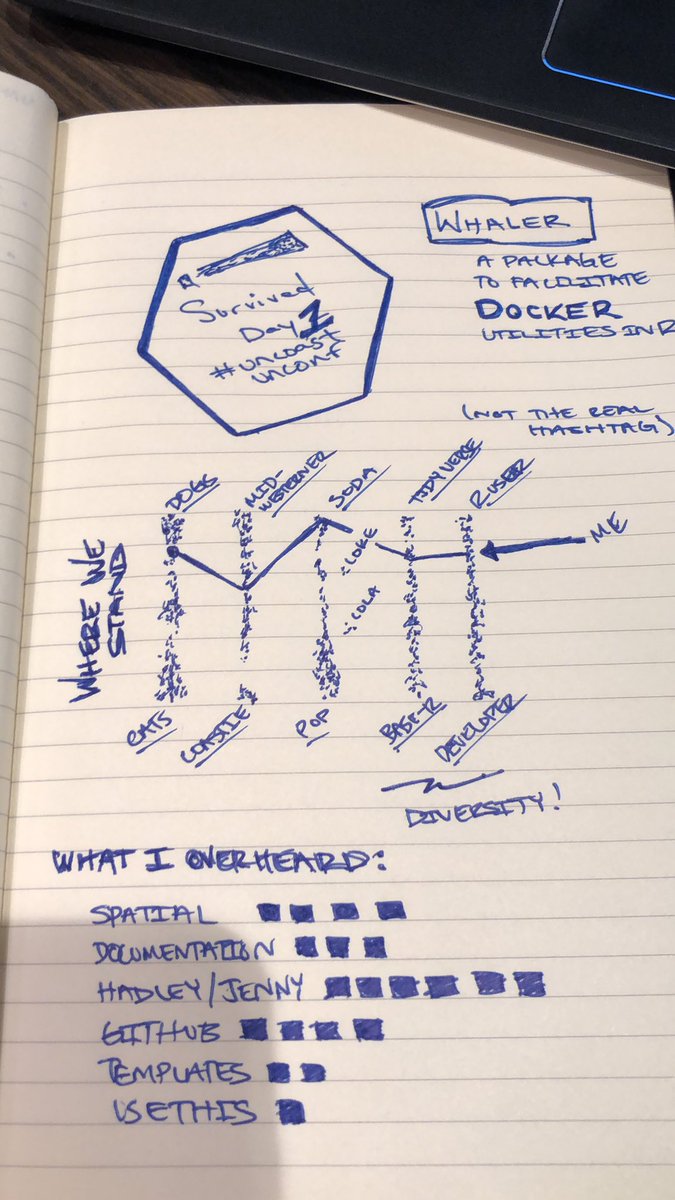 Survived
Day 1
#uncoast
unconf
WHALER
A PACKAGE
TO FACILITATE
DOCKER
UTILITIES IN R
(NOT THE REAL
HASHTAG)
WHERE WE
STAND
DOGS
MID-
WESTERNER
SODA
TIDYVERSE
R USER
: COKE
: COLA
ME
CATS
COASTIE
POP
BASE-R
DEVELOPER
DIVERSITY!
WHAT I OVERHEARD:
SPATIAL
DOCUMENTATION
HADLEY/JENNY
GITHUB
TEMPLATES
USETHIS